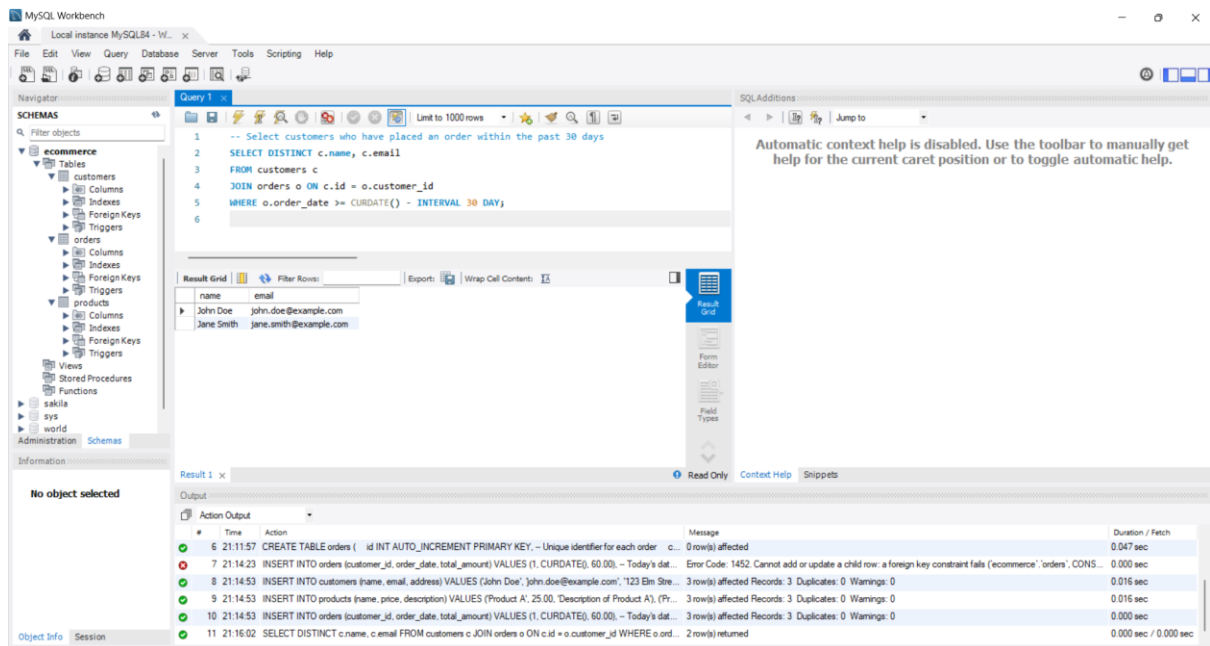 MySQL Workbench
Local instance MySQL84 - W...
File Edit View Query Database Server Tools Scripting Help
Navigator
SCHEMAS
Filter objects
ecommerce
Tables
customers
Columns
Indexes
Foreign Keys
Triggers
orders
Columns
Indexes
Foreign Keys
Triggers
products
Columns
Indexes
Foreign Keys
Triggers
Views
Stored Procedures
Functions
sakila
sys
world
Administration Schemas
Information
No object selected
Object Info Session
Query 1
Limit to 1000 rows
1 -- Select customers who have placed an order within the past 30 days
2 SELECT DISTINCT c.name, c.email
3 FROM customers c
4 JOIN orders o ON c.id = o.customer_id
5 WHERE o.order_date >= CURDATE() - INTERVAL 30 DAY;
6
Result Grid Filter Rows: Export: Wrap Cell Content:
name email
John Doe john.doe@example.com
Jane Smith jane.smith@example.com
Result Grid
Form Editor
Field Types
Result 1 Read Only
SQLAdditions
Jump to
Automatic context help is disabled. Use the toolbar to manually get
help for the current caret position or to toggle automatic help.
Context Help Snippets
Output
Action Output
# Time Action Message Duration / Fetch
6 21:11:57 CREATE TABLE orders ( id INT AUTO_INCREMENT PRIMARY KEY, -- Unique identifier for each order c... 0 row(s) affected 0.047 sec
7 21:14:23 INSERT INTO orders (customer_id, order_date, total_amount) VALUES (1, CURDATE(), 60.00), -- Today's dat... Error Code: 1452. Cannot add or update a child row: a foreign key constraint fails (`ecommerce`.`orders`, CONS... 0.000 sec
8 21:14:53 INSERT INTO customers (name, email, address) VALUES ('John Doe', 'john.doe@example.com', '123 Elm Stre... 3 row(s) affected Records: 3 Duplicates: 0 Warnings: 0 0.016 sec
9 21:14:53 INSERT INTO products (name, price, description) VALUES ('Product A', 25.00, 'Description of Product A'), ('Pr... 3 row(s) affected Records: 3 Duplicates: 0 Warnings: 0 0.016 sec
10 21:14:53 INSERT INTO orders (customer_id, order_date, total_amount) VALUES (1, CURDATE(), 60.00), -- Today's dat... 3 row(s) affected Records: 3 Duplicates: 0 Warnings: 0 0.000 sec
11 21:16:02 SELECT DISTINCT c.name, c.email FROM customers c JOIN orders o ON c.id = o.customer_id WHERE o.ord... 2 row(s) returned 0.000 sec / 0.000 sec